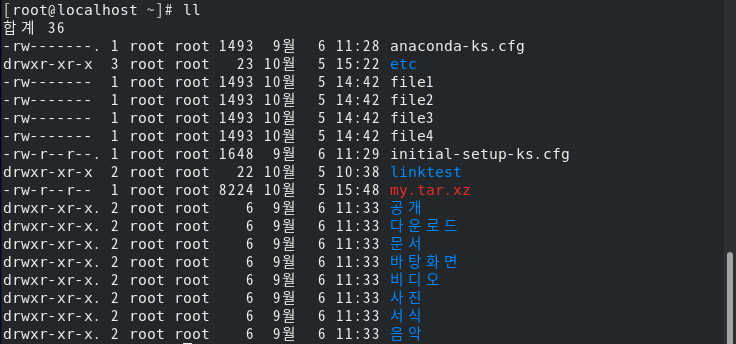 [root@localhost ~]# ll
합계 36
-rw-------. 1 root root 1493  9월  6 11:28 anaconda-ks.cfg
drwxr-xr-x  3 root root   23 10월  5 15:22 etc
-rw-------  1 root root 1493 10월  5 14:42 file1
-rw-------  1 root root 1493 10월  5 14:42 file2
-rw-------  1 root root 1493 10월  5 14:42 file3
-rw-------  1 root root 1493 10월  5 14:42 file4
-rw-r--r--. 1 root root 1648  9월  6 11:29 initial-setup-ks.cfg
drwxr-xr-x  2 root root   22 10월  5 10:38 linktest
-rw-r--r--  1 root root 8224 10월  5 15:48 my.tar.xz
drwxr-xr-x. 2 root root    6  9월  6 11:33 공개
drwxr-xr-x. 2 root root    6  9월  6 11:33 다운로드
drwxr-xr-x. 2 root root    6  9월  6 11:33 문서
drwxr-xr-x. 2 root root    6  9월  6 11:33 바탕화면
drwxr-xr-x. 2 root root    6  9월  6 11:33 비디오
drwxr-xr-x. 2 root root    6  9월  6 11:33 사진
drwxr-xr-x. 2 root root    6  9월  6 11:33 서식
drwxr-xr-x. 2 root root    6  9월  6 11:33 음악